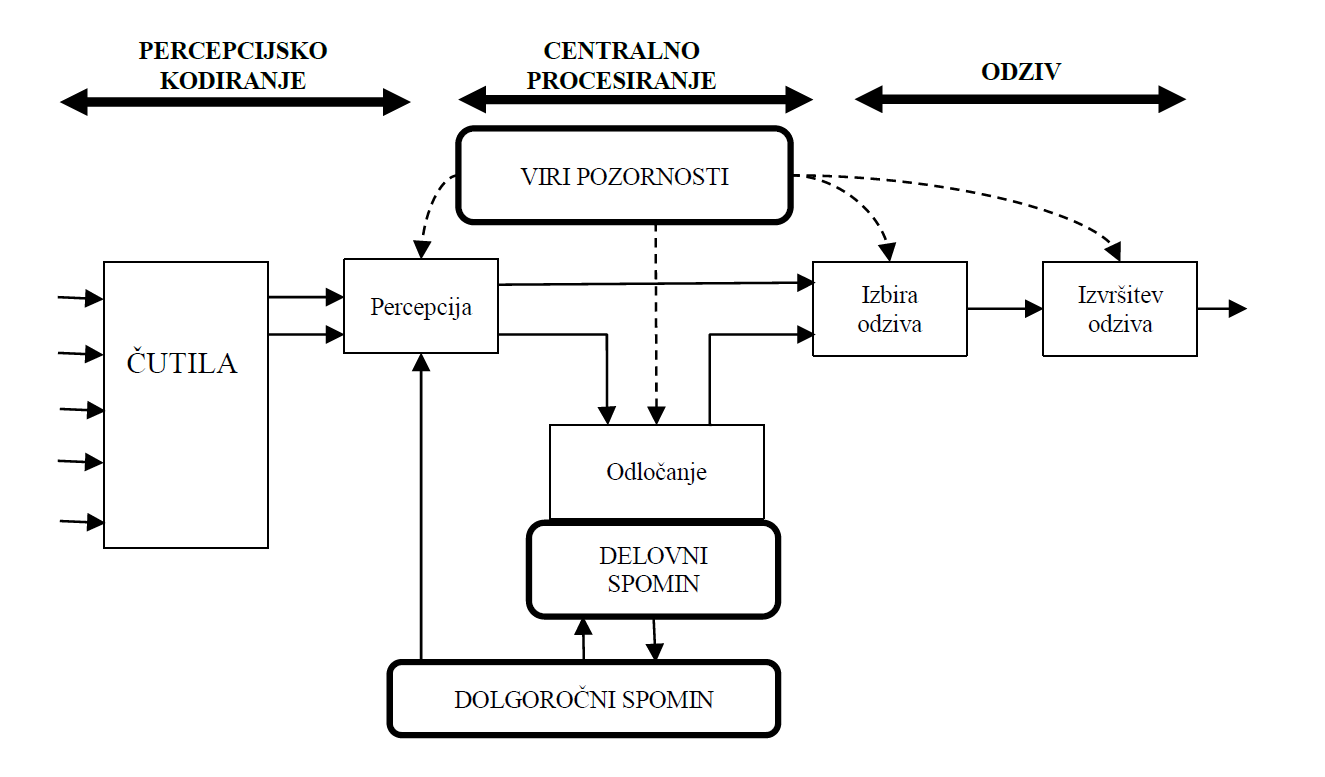 PERCEPCIJSKO
KODIRANJE
CENTRALNO
PROCESIRANJE
ODZIV
VIRI POZORNOSTI
ČUTILA
Percepcija
Izbira
odziva
Izvršitev
odziva
Odločanje
DELOVNI
SPOMIN
DOLGOROČNI SPOMIN